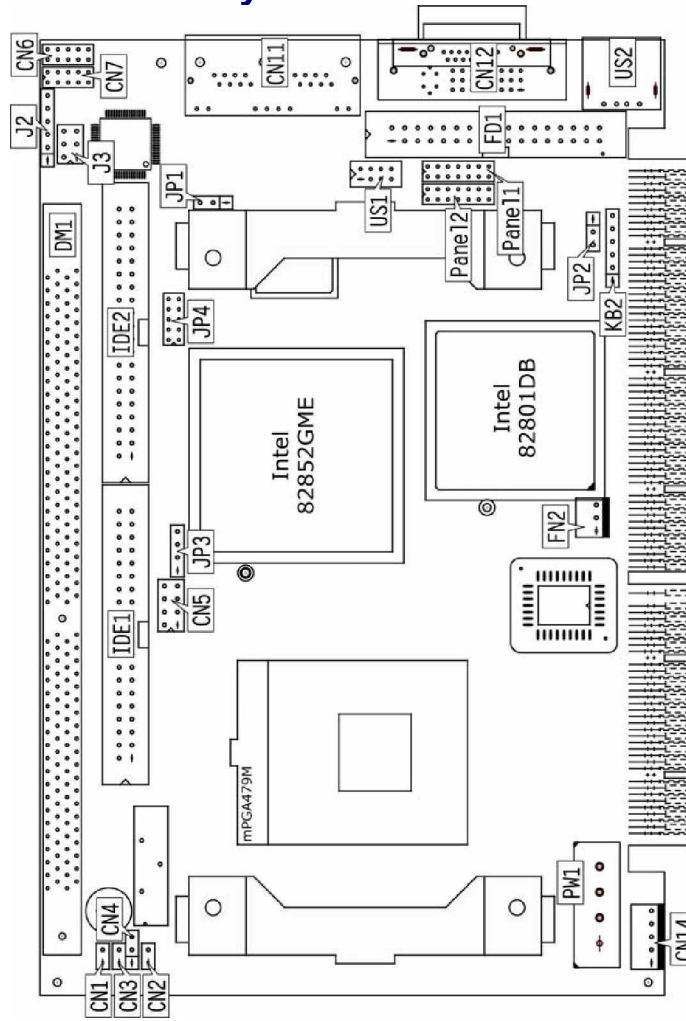 CN6
CN7
J2
J3
CN11
CN12
US2
FD1
JP1
US1
Panel2
Panel1
DM1
IDE2
JP4
JP2
KB2
Intel
82852GME
Intel
82801DB
JP3
CN5
FN2
IDE1
mPGA479M
PW1
CN4
CN1
CN3
CN2
CN14